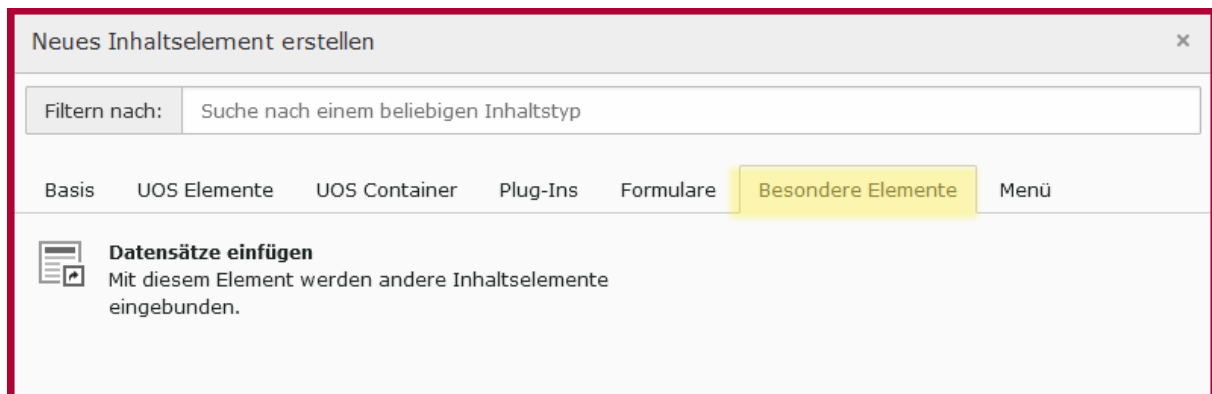 Neues Inhaltselement erstellen ×
Filtern nach: Suche nach einem beliebigen Inhaltstyp
Basis UOS Elemente UOS Container Plug-Ins Formulare Besondere Elemente Menü
Datensätze einfügen
Mit diesem Element werden andere Inhaltselemente
eingebunden.